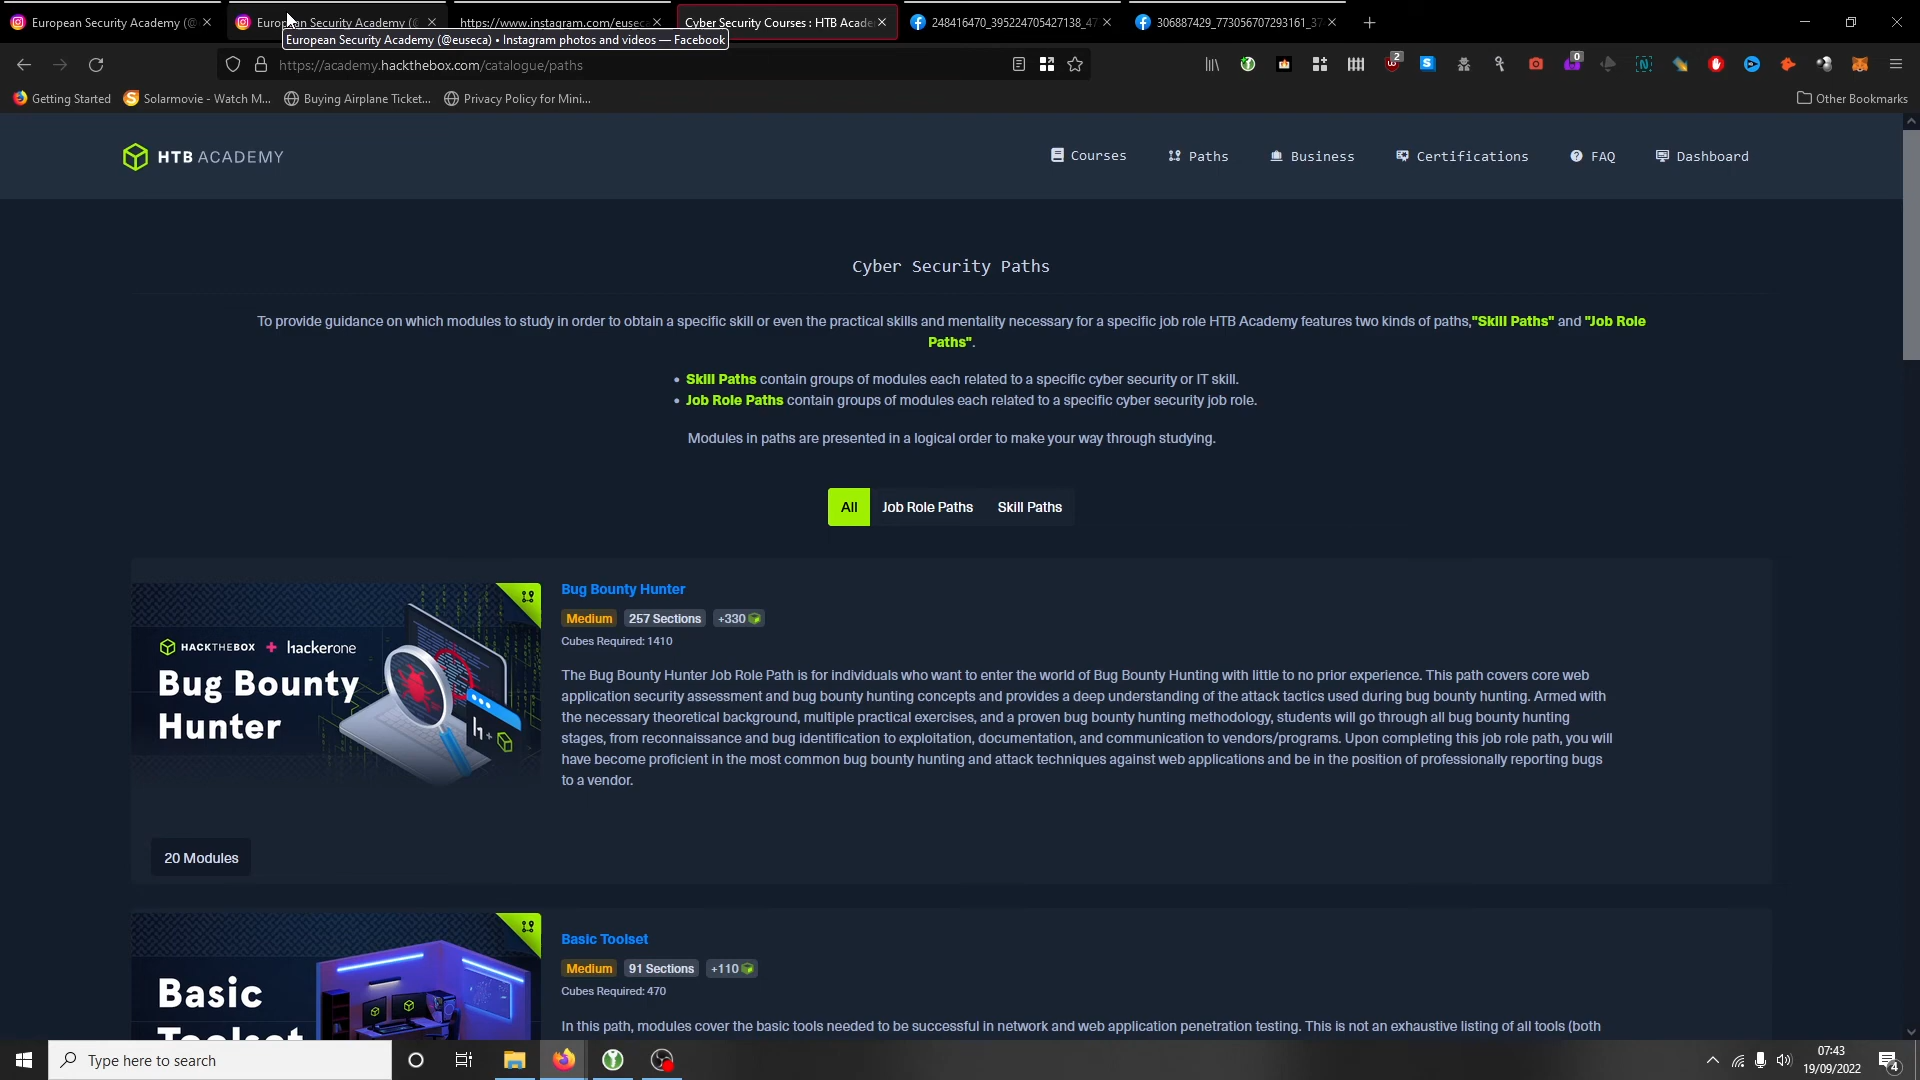 European Security Academy (@
European Security Academy (@
https://www.instagram.com/euseca
Cyber Security Courses : HTB Acade
248416470_395224705427138_47
306887429_773056707293161_37
European Security Academy (@euseca) • Instagram photos and videos — Facebook
https://academy.hackthebox.com/catalogue/paths
2
0
Getting Started
Solarmovie - Watch M...
Buying Airplane Ticket...
Privacy Policy for Mini...
Other Bookmarks
HTB ACADEMY
Courses
Paths
Business
Certifications
FAQ
Dashboard
Cyber Security Paths
To provide guidance on which modules to study in order to obtain a specific skill or even the practical skills and mentality necessary for a specific job role HTB Academy features two kinds of paths,"Skill Paths" and "Job Role
Paths".
• Skill Paths contain groups of modules each related to a specific cyber security or IT skill.
• Job Role Paths contain groups of modules each related to a specific cyber security job role.
Modules in paths are presented in a logical order to make your way through studying.
All
Job Role Paths
Skill Paths
HACKTHEBOX + hackerone
Bug Bounty
Hunter
Bug Bounty Hunter
Medium 257 Sections +330
Cubes Required: 1410
The Bug Bounty Hunter Job Role Path is for individuals who want to enter the world of Bug Bounty Hunting with little to no prior experience. This path covers core web
application security assessment and bug bounty hunting concepts and provides a deep understanding of the attack tactics used during bug bounty hunting. Armed with
the necessary theoretical background, multiple practical exercises, and a proven bug bounty hunting methodology, students will go through all bug bounty hunting
stages, from reconnaissance and bug identification to exploitation, documentation, and communication to vendors/programs. Upon completing this job role path, you will
have become proficient in the most common bug bounty hunting and attack techniques against web applications and be in the position of professionally reporting bugs
to a vendor.
20 Modules
Basic
Toolset
Basic Toolset
Medium 91 Sections +110
Cubes Required: 470
In this path, modules cover the basic tools needed to be successful in network and web application penetration testing. This is not an exhaustive listing of all tools (both
Type here to search
07:43
19/09/2022
4